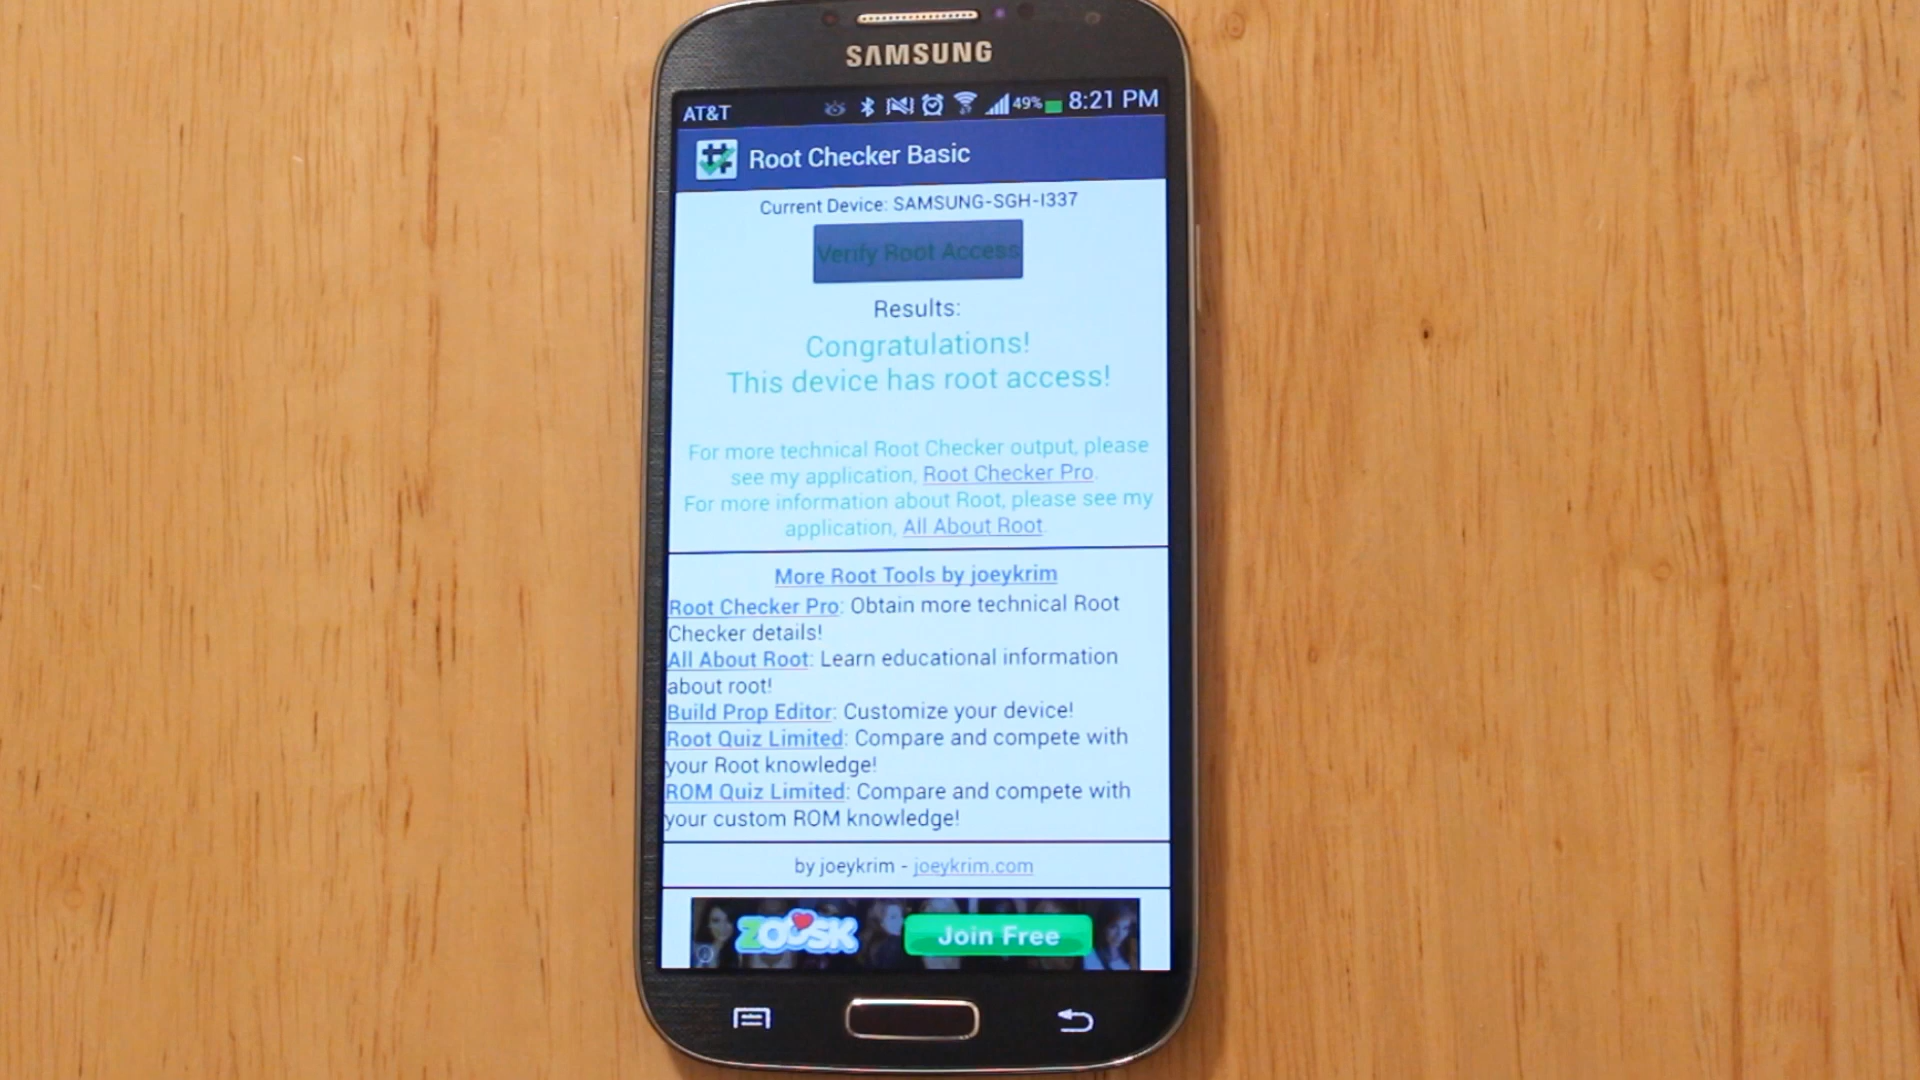 SAMSUNG
AT&T 49% 8:21 PM
Root Checker Basic
Current Device: SAMSUNG-SGH-I337
Verify Root Access
Results:
Congratulations!
This device has root access!
For more technical Root Checker output, please
see my application, Root Checker Pro.
For more information about Root, please see my
application, All About Root.
More Root Tools by joeykrim
Root Checker Pro: Obtain more technical Root
Checker details!
All About Root: Learn educational information
about root!
Build Prop Editor: Customize your device!
Root Quiz Limited: Compare and compete with
your Root knowledge!
ROM Quiz Limited: Compare and compete with
your custom ROM knowledge!
by joeykrim - joeykrim.com
zoosk Join Free